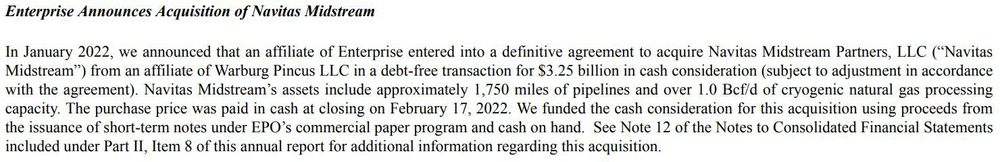 Enterprise Announces Acquisition of Navitas Midstream
In January 2022, we announced that an affiliate of Enterprise entered into a definitive agreement to acquire Navitas Midstream Partners, LLC (“Navitas
Midstream”) from an affiliate of Warburg Pincus LLC in a debt-free transaction for $3.25 billion in cash consideration (subject to adjustment in accordance
with the agreement). Navitas Midstream’s assets include approximately 1,750 miles of pipelines and over 1.0 Bcf/d of cryogenic natural gas processing
capacity. The purchase price was paid in cash at closing on February 17, 2022. We funded the cash consideration for this acquisition using proceeds from
the issuance of short-term notes under EPO’s commercial paper program and cash on hand.  See Note 12 of the Notes to Consolidated Financial Statements
included under Part II, Item 8 of this annual report for additional information regarding this acquisition.